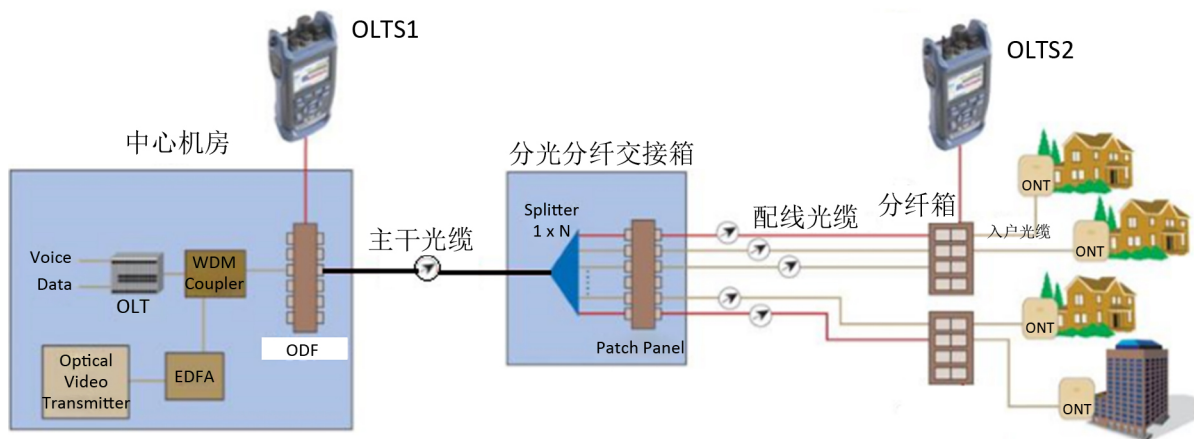 OLTS1
OLTS2
中心机房
分光分纤交接箱
Splitter
1 x N
主干光缆
配线光缆
分纤箱
入户光缆
ONT
ONT
Voice
Data
OLT
WDM
Coupler
ODF
Patch Panel
ONT
Optical
Video
Transmitter
EDFA
ONT